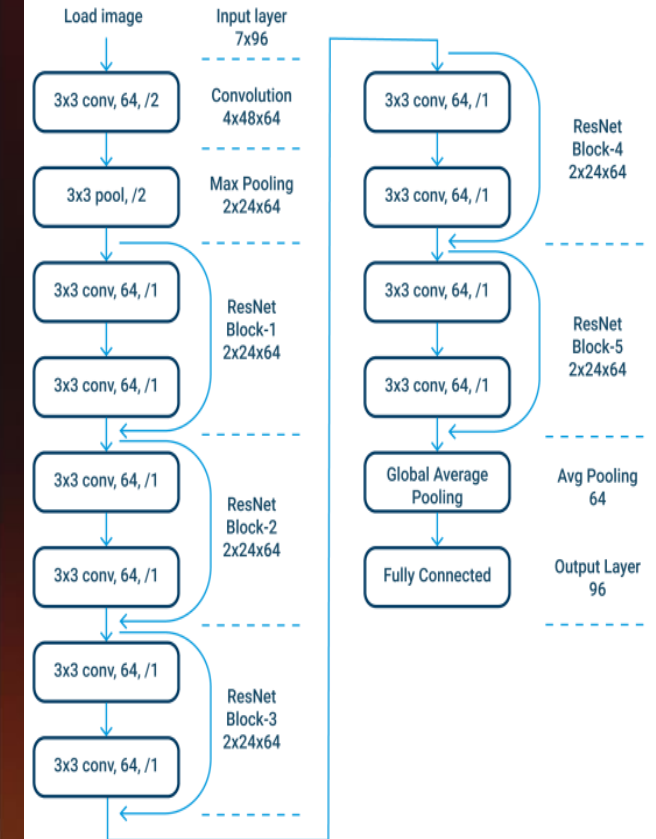 Load image
Input layer
7x96
3x3 conv, 64, /2
Convolution
4x48x64
3x3 pool, /2
Max Pooling
2x24x64
3x3 conv, 64, /1
ResNet
Block-1
2x24x64
3x3 conv, 64, /1
3x3 conv, 64, /1
ResNet
Block-2
2x24x64
3x3 conv, 64, /1
3x3 conv, 64, /1
ResNet
Block-3
2x24x64
3x3 conv, 64, /1
3x3 conv, 64, /1
ResNet
Block-4
2x24x64
3x3 conv, 64, /1
3x3 conv, 64, /1
ResNet
Block-5
2x24x64
3x3 conv, 64, /1
Global Average
Pooling
Avg Pooling
64
Fully Connected
Output Layer
96